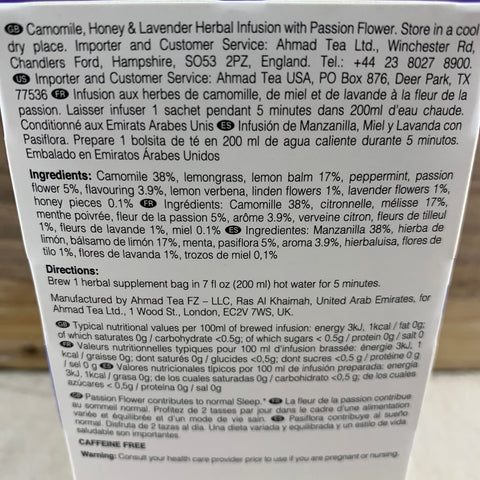 GB Camomile, Honey & Lavender Herbal Infusion with Passion Flower. Store in a cool
dry place. Importer and Customer Service: Ahmad Tea Ltd., Winchester Rd,
Chandlers Ford, Hampshire, SO53 2PZ, England. Tel.: +44 23 8027 8900.
US Importer and Customer Service: Ahmad Tea USA, PO Box 876, Deer Park, TX
77536 FR Infusion aux herbes de camomille, de miel et de lavande à la fleur de la
passion. Laisser infuser 1 sachet pendant 5 minutes dans 200ml d'eau chaude.
Conditionné aux Emirats Arabes Unis ES Infusión de Manzanilla, Miel y Lavanda con
Pasiflora. Prepare 1 bolsita de té en 200 ml de agua caliente durante 5 minutos.
Embalado en Emiratos Árabes Unidos
Ingredients: Camomile 38%, lemongrass, lemon balm 17%, peppermint, passion
flower 5%, flavouring 3.9%, lemon verbena, linden flowers 1%, lavender flowers 1%,
honey pieces 0.1% FR Ingrédients: Camomille 38%, citronnelle, mélisse 17%,
menthe poivrée, fleur de la passion 5%, arôme 3.9%, verveine citron, fleurs de tilleul
1%, fleurs de lavande 1%, miel 0.1% ES Ingredientes: Manzanilla 38%, hierba de
limón, bálsamo de limón 17%, menta, pasiflora 5%, aroma 3.9%, hierbaluisa, flores de
tilo 1%, flores de lavanda 1%, trozos de miel 0,1%
Directions:
Brew 1 herbal supplement bag in 7 fl oz (200 ml) hot water for 5 minutes.
Manufactured by Ahmad Tea FZ – LLC, Ras Al Khaimah, United Arab Emirates, for
Ahmad Tea Ltd., 1 Wood St., London, EC2V 7WS, UK.
GB Typical nutritional values per 100ml of brewed infusion: energy 3kJ, 1kcal / fat 0g;
of which saturates 0g / carbohydrate <0.5g; of which sugars < 0.5g / protein 0g / salt 0
FR Valeurs nutritionnelles typiques pour 100 ml d'infusion brassée: énergie 3kJ, 1
kcal / graisse 0g; dont saturés 0g / glucides <0,5g; dont sucres <0,5 g / protéine 0 g
/ sel 0 g ES Valores nutricionales típicos por 100 ml de infusión preparada: energía
3kJ, 1kcal / grasa 0g; de los cuales saturadas 0g / carbohidrato <0,5 g; de los cuales
azúcares < 0,5g / proteína 0g / sal 0g
GB Passion Flower contributes to normal Sleep.* FR La fleur de la passion contribue
au sommeil normal. Profitez de 2 tasses par jour dans le cadre d'une alimentation
variée et équilibrée et d'un mode de vie sain. ES Pasiflora contribuye al sueño
normal. Disfruta de 2 tazas al día. Una dieta variada y equilibrada y un estilo de vida
saludable son importantes.
CAFFEINE FREE
Warning: Consult your health care provider prior to use if you are pregnant or nursing.